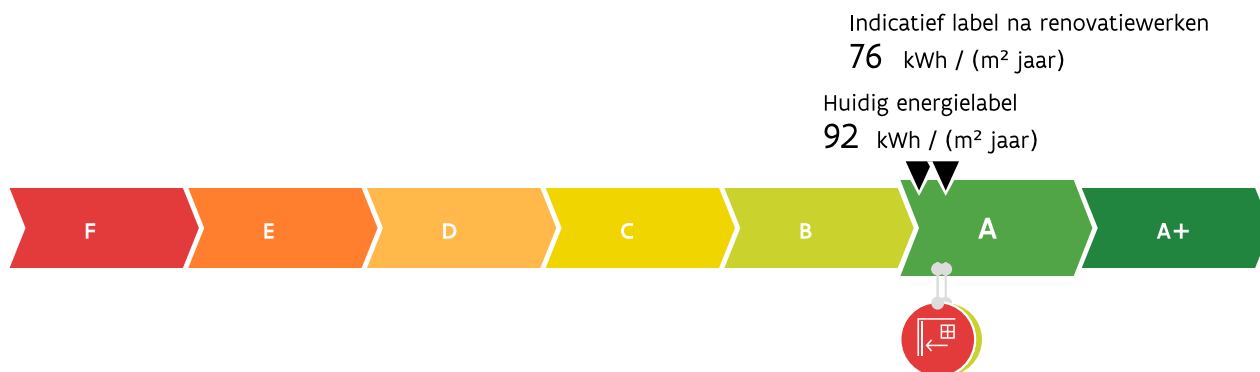 Indicatief label na renovatiewerken
76 kWh / (m² jaar)
Huidig energielabel
92 kWh / (m² jaar)
F E D C B A A+